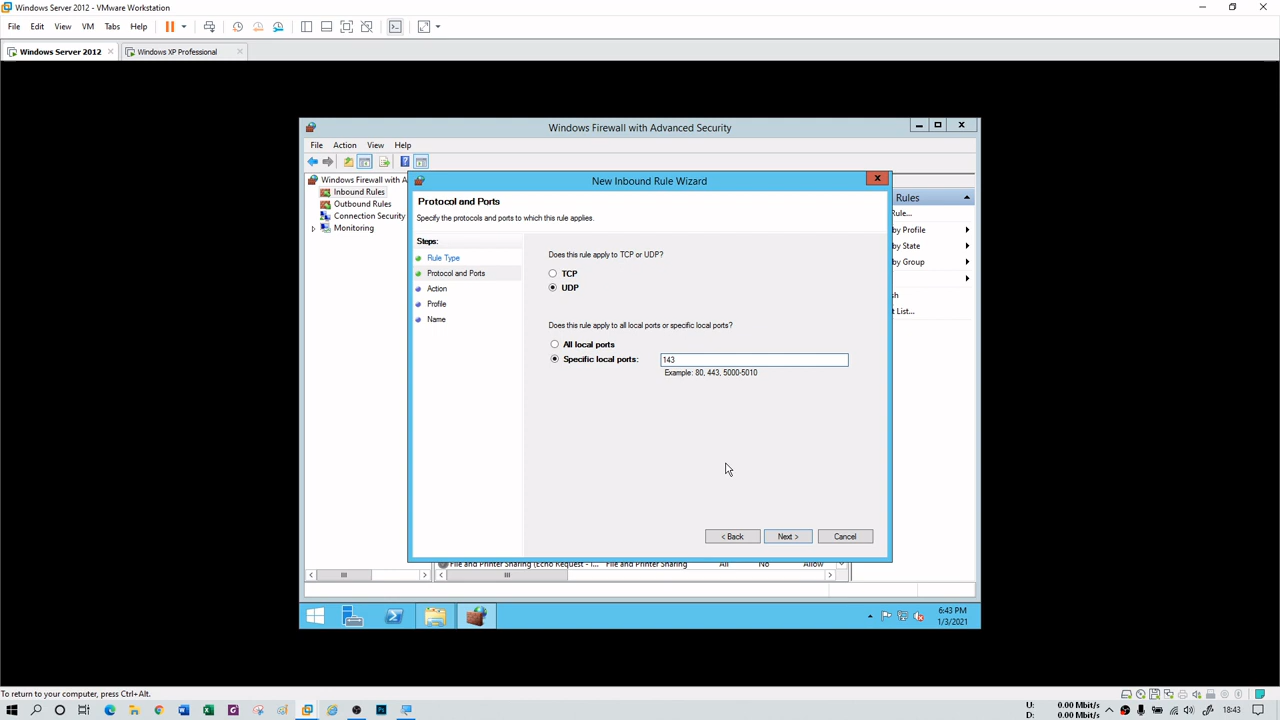 Windows Server 2012 - VMware Workstation
File Edit View VM Tabs Help
Windows Server 2012 Windows XP Professional
Windows Firewall with Advanced Security
File Action View Help
Windows Firewall with A
Inbound Rules
Outbound Rules
Connection Security
Monitoring
New Inbound Rule Wizard
Protocol and Ports
Specify the protocols and ports to which this rule applies.
Steps:
Rule Type
Protocol and Ports
Action
Profile
Name
Does this rule apply to TCP or UDP?
TCP
UDP
Does this rule apply to all local ports or specific local ports?
All local ports
Specific local ports: 143
Example: 80, 443, 5000-5010
< Back Next > Cancel
Rules
Rule...
by Profile
by State
by Group
sh
List...
File and Printer Sharing (Echo Request - I... File and Printer Sharing All No Allow
6:43 PM
1/3/2021
To return to your computer, press Ctrl+Alt.
U: 0.00 Mbit/s
D: 0.00 Mbit/s
18:43